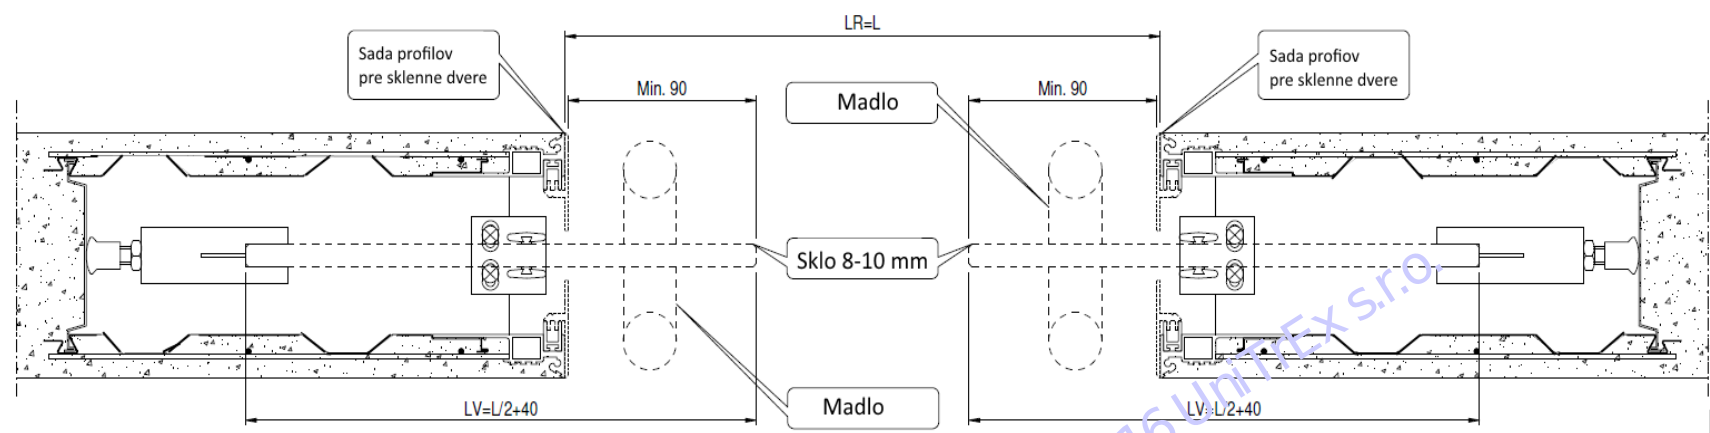 LR=L
Sada profilov
pre sklenne dvere
Sada profiov
pre sklenne dvere
Min. 90
Madlo
Min. 90
Sklo 8-10 mm
Madlo
LV=L/2+40
LV=L/2+40
16 UniTrEx s.r.o.